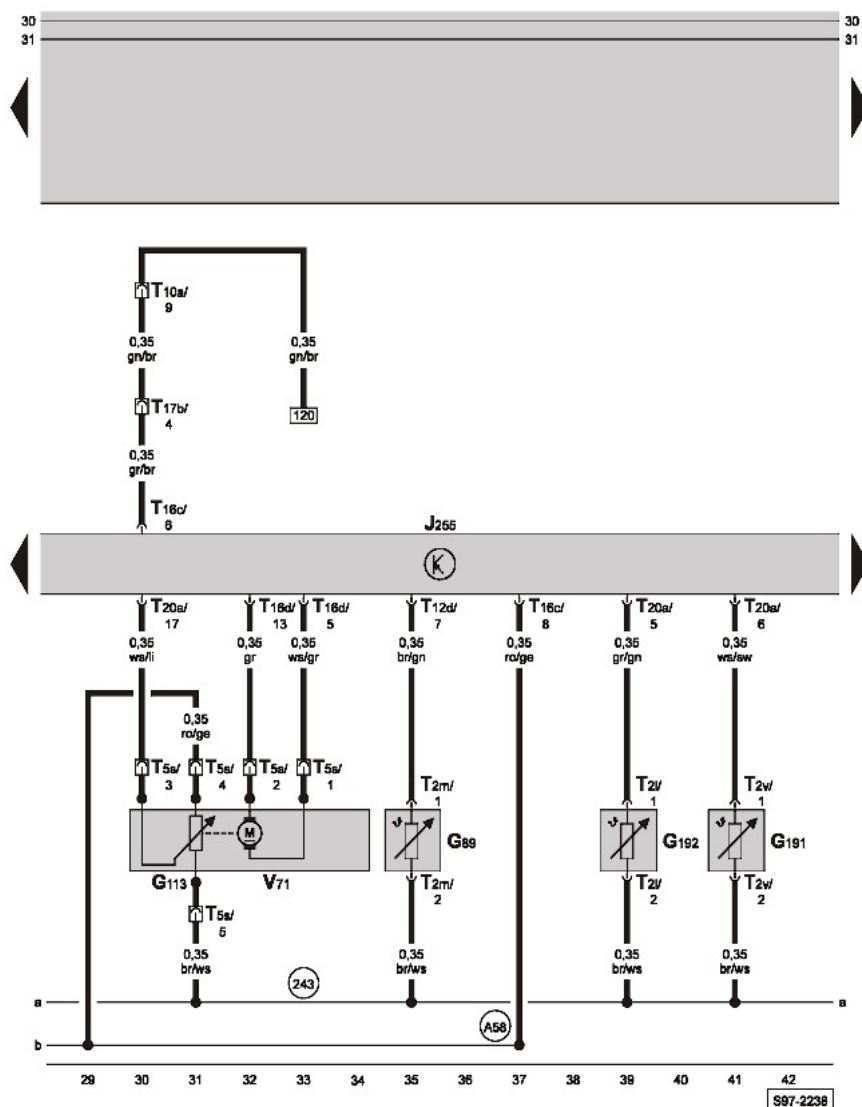 30 30
31 31
T10a/
9
0,35
gn/br
0,35
gn/br
T17b/
4
120
0,35
gr/br
T16c/
6
J255
T20a/
17
T16d/
13
T16d/
5
T12d/
7
T16c/
8
T20a/
5
T20a/
6
0,35
ws/li
0,35
gr
0,35
ws/gr
0,35
br/gn
0,35
ro/ge
0,35
gr/gn
0,35
ws/sw
0,35
ro/ge
T5s/
3
T5s/
4
T5s/
2
T5s/
1
T2m/
1
T2l/
1
T2v/
1
M
G89
G192
G191
G113
V71
T2m/
2
T2l/
2
T2v/
2
T5s/
5
0,35
br/ws
0,35
br/ws
0,35
br/ws
0,35
br/ws
243
a a
A58
b
29 30 31 32 33 34 35 36 37 38 39 40 41 42
S97-2238